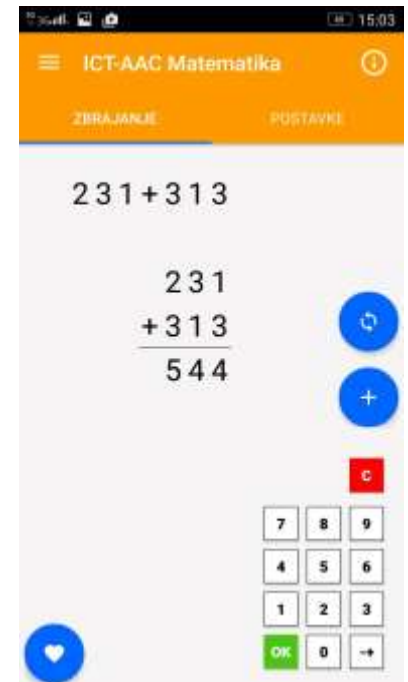 15:03
ICT-AAC Matematika
ZBRAJANJE POSTAVKE
231+313
231
+313
544
+
C
7 8 9
4 5 6
1 2 3
OK 0 →